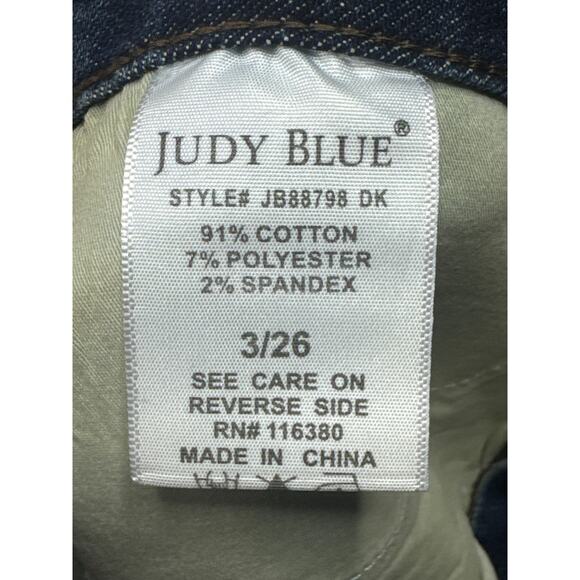 JUDY BLUE®
STYLE# JB88798 DK
91% COTTON
7% POLYESTER
2% SPANDEX
3/26
SEE CARE ON
REVERSE SIDE
RN# 116380
MADE IN CHINA